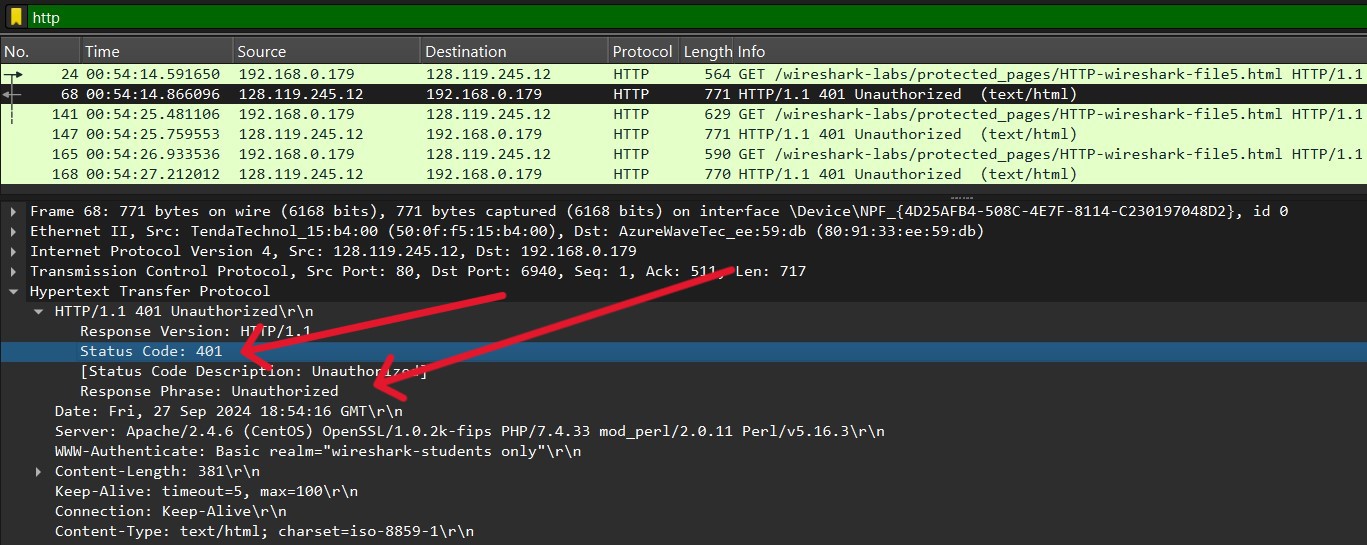 http
No. Time Source Destination Protocol Length Info
24 00:54:14.591650 192.168.0.179 128.119.245.12 HTTP 564 GET /wireshark-labs/protected_pages/HTTP-wireshark-file5.html HTTP/1.1
68 00:54:14.866096 128.119.245.12 192.168.0.179 HTTP 771 HTTP/1.1 401 Unauthorized (text/html)
141 00:54:25.481106 192.168.0.179 128.119.245.12 HTTP 629 GET /wireshark-labs/protected_pages/HTTP-wireshark-file5.html HTTP/1.1
147 00:54:25.759553 128.119.245.12 192.168.0.179 HTTP 771 HTTP/1.1 401 Unauthorized (text/html)
165 00:54:26.933536 192.168.0.179 128.119.245.12 HTTP 590 GET /wireshark-labs/protected_pages/HTTP-wireshark-file5.html HTTP/1.1
168 00:54:27.212012 128.119.245.12 192.168.0.179 HTTP 770 HTTP/1.1 401 Unauthorized (text/html)
Frame 68: 771 bytes on wire (6168 bits), 771 bytes captured (6168 bits) on interface \Device\NPF_{4D25AFB4-508C-4E7F-8114-C230197048D2}, id 0
Ethernet II, Src: TendaTechnol_15:b4:00 (50:0f:f5:15:b4:00), Dst: AzureWaveTec_ee:59:db (80:91:33:ee:59:db)
Internet Protocol Version 4, Src: 128.119.245.12, Dst: 192.168.0.179
Transmission Control Protocol, Src Port: 80, Dst Port: 6940, Seq: 1, Ack: 511, Len: 717
Hypertext Transfer Protocol
HTTP/1.1 401 Unauthorized\r\n
Response Version: HTTP/1.1
Status Code: 401
[Status Code Description: Unauthorized]
Response Phrase: Unauthorized
Date: Fri, 27 Sep 2024 18:54:16 GMT\r\n
Server: Apache/2.4.6 (CentOS) OpenSSL/1.0.2k-fips PHP/7.4.33 mod_perl/2.0.11 Perl/v5.16.3\r\n
WWW-Authenticate: Basic realm="wireshark-students only"\r\n
Content-Length: 381\r\n
Keep-Alive: timeout=5, max=100\r\n
Connection: Keep-Alive\r\n
Content-Type: text/html; charset=iso-8859-1\r\n